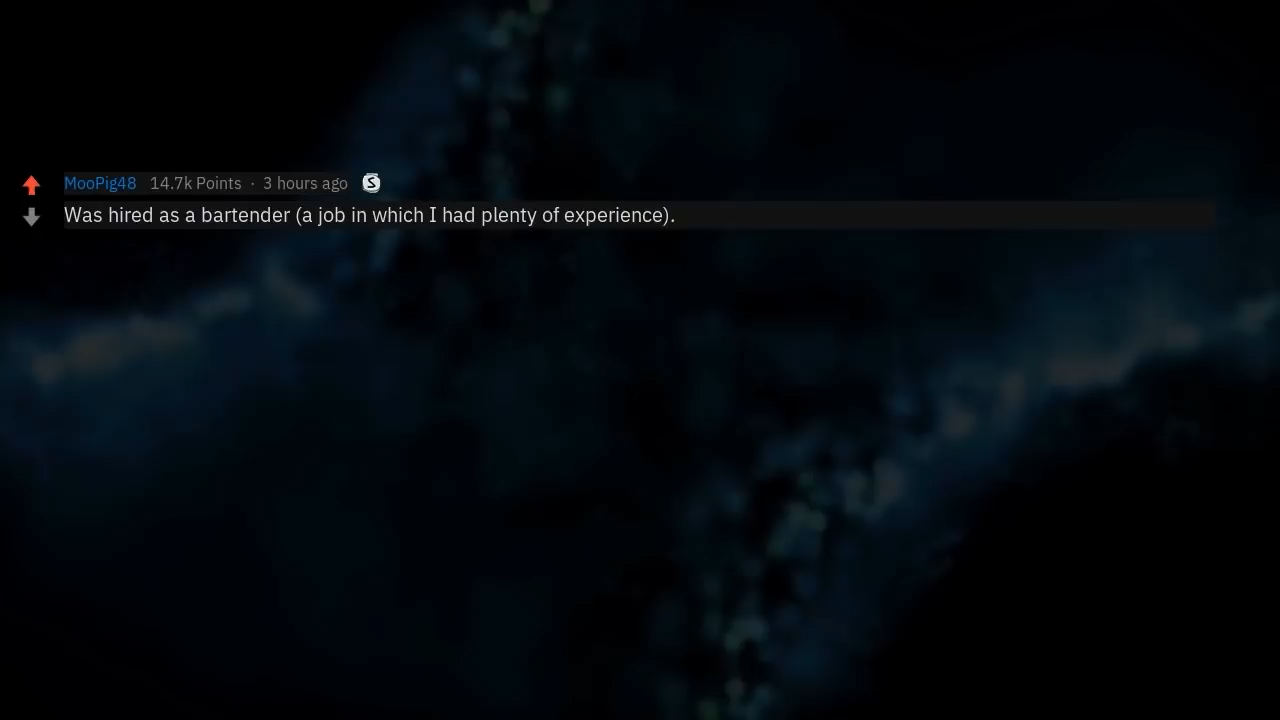 MooPig48 14.7k Points · 3 hours ago S
Was hired as a bartender (a job in which I had plenty of experience).